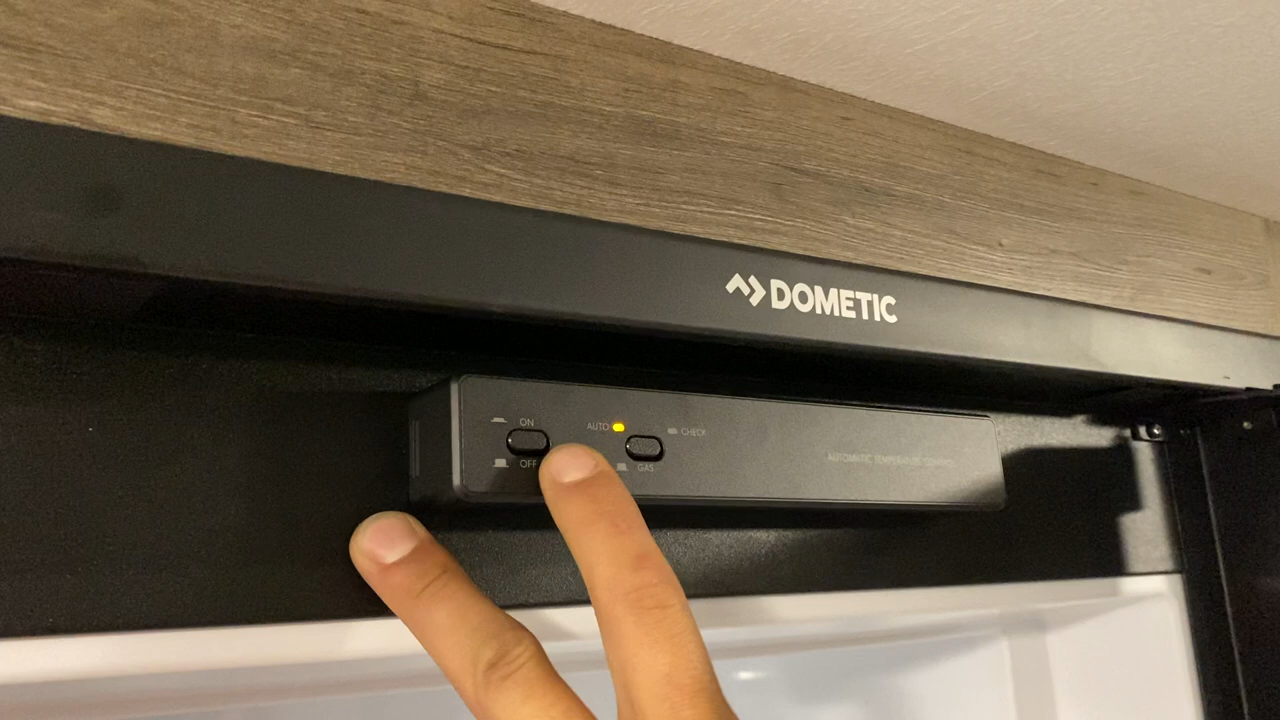 DOMETIC
ON
AUTO
CHECK
OFF
GAS
AUTOMATIC TEMPERATURE CONTROL